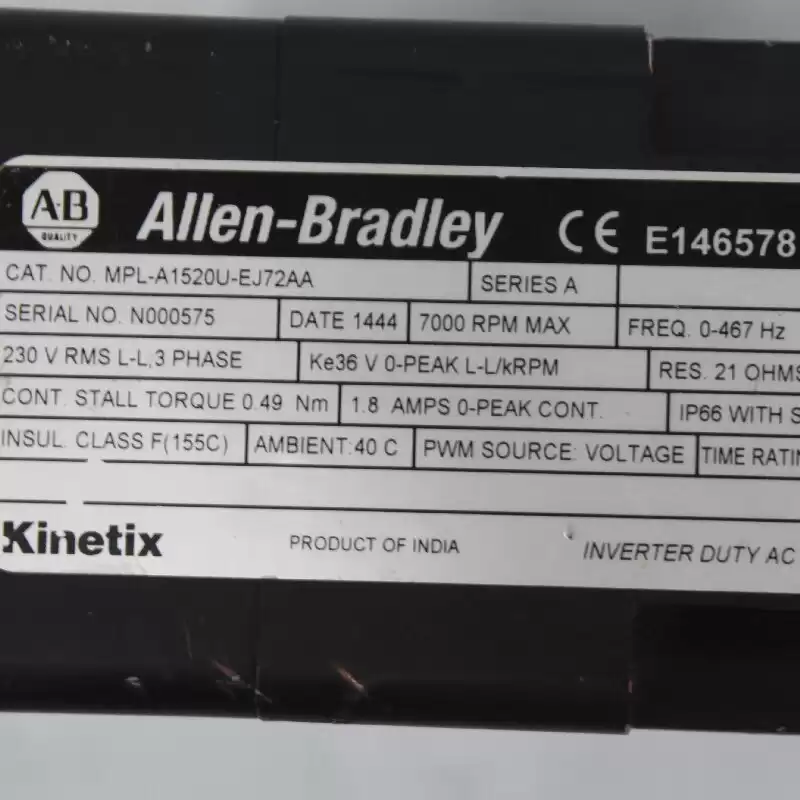 A·B QUALITY Allen-Bradley CE E146578
CAT. NO. MPL-A1520U-EJ72AA SERIES A
SERIAL NO. N000575 DATE 1444 7000 RPM MAX FREQ. 0-467 Hz
230 V RMS L-L,3 PHASE Ke36 V 0-PEAK L-L/kRPM RES. 21 OHMS
CONT. STALL TORQUE 0.49 Nm 1.8 AMPS 0-PEAK CONT. IP66 WITH S
INSUL. CLASS F(155C) AMBIENT:40 C PWM SOURCE: VOLTAGE TIME RATIN
Kinetix PRODUCT OF INDIA INVERTER DUTY AC